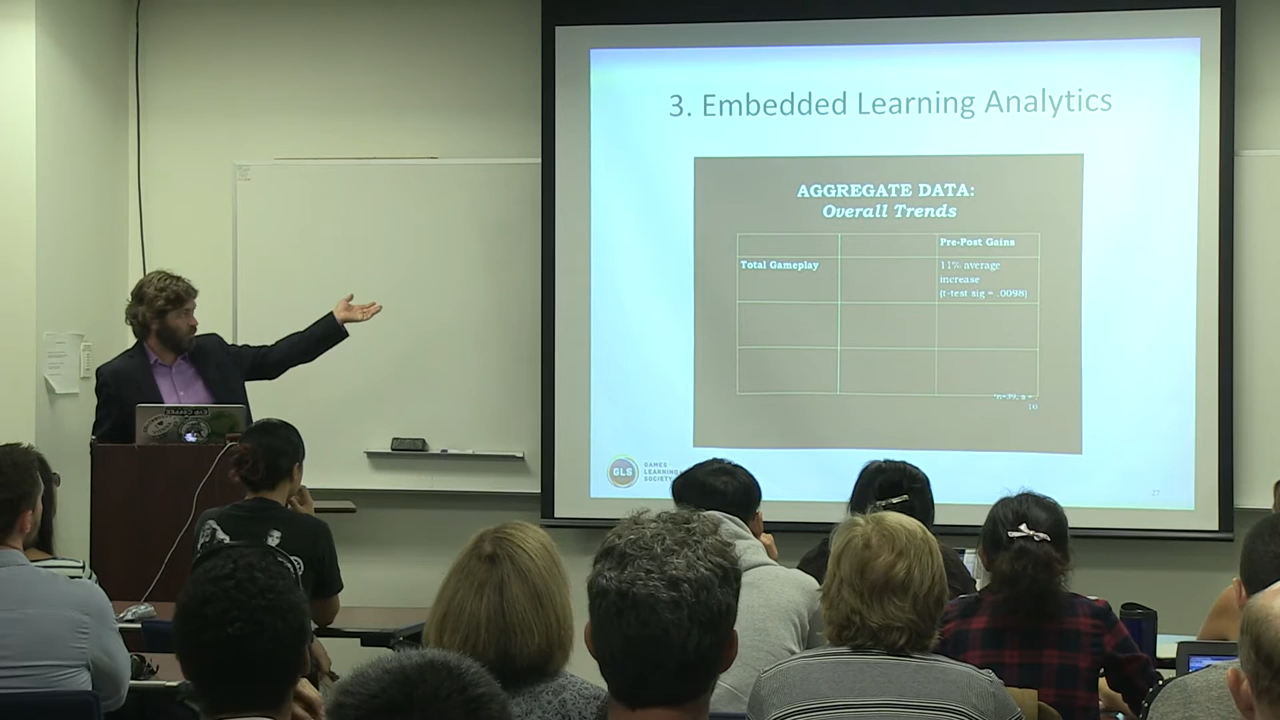 3. Embedded Learning Analytics
AGGREGATE DATA:
Overall Trends
Pre-Post Gains
Total Gameplay
11% average
increase
(t-test sig = .0098)
GLS
GAMES
LEARNING
SOCIETY
27